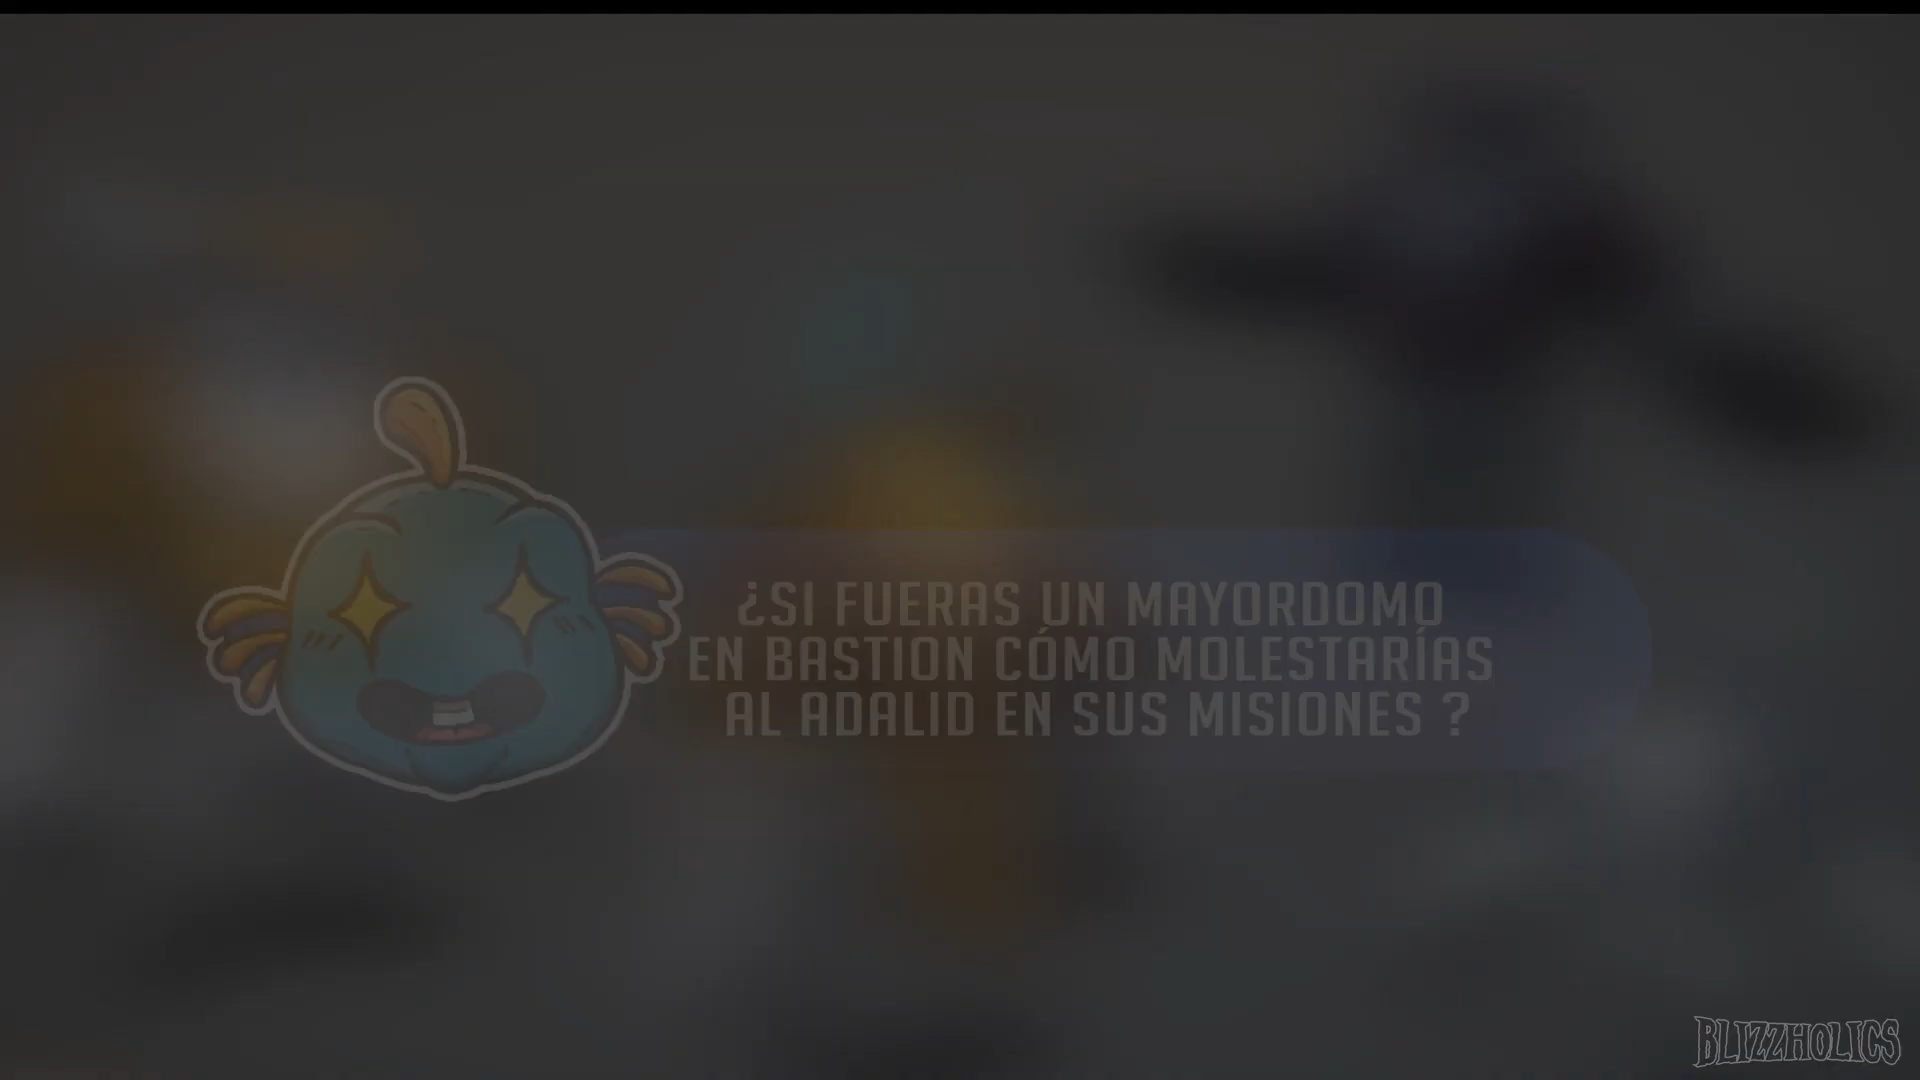 ¿SI FUERAS UN MAYORDOMO
EN BASTION CÓMO MOLESTARÍAS
AL ADALID EN SUS MISIONES ?
BLIZZHOLICS